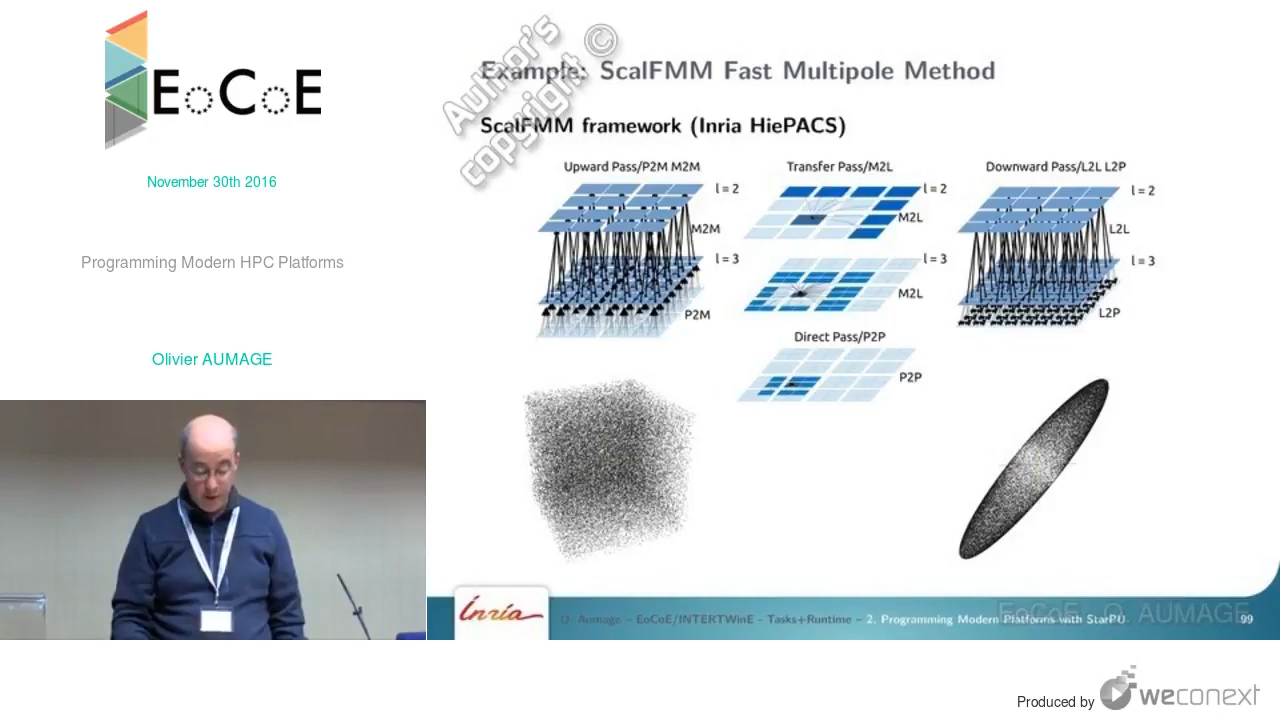 EoCoE
November 30th 2016
Programming Modern HPC Platforms
Olivier AUMAGE
Author's
copyright ©
Example: ScalFMM Fast Multipole Method
ScalFMM framework (Inria HiePACS)
Upward Pass/P2M M2M
l = 2
M2M
l = 3
P2M
Transfer Pass/M2L
l = 2
M2L
l = 3
M2L
Direct Pass/P2P
P2P
Downward Pass/L2L L2P
l = 2
L2L
l = 3
L2P
Inria
O. Aumage – EoCoE/INTERTWinE - Tasks+Runtime – 2. Programming Modern Platforms with StarPU
EoCoE O. AUMAGE
99
Produced by weconext